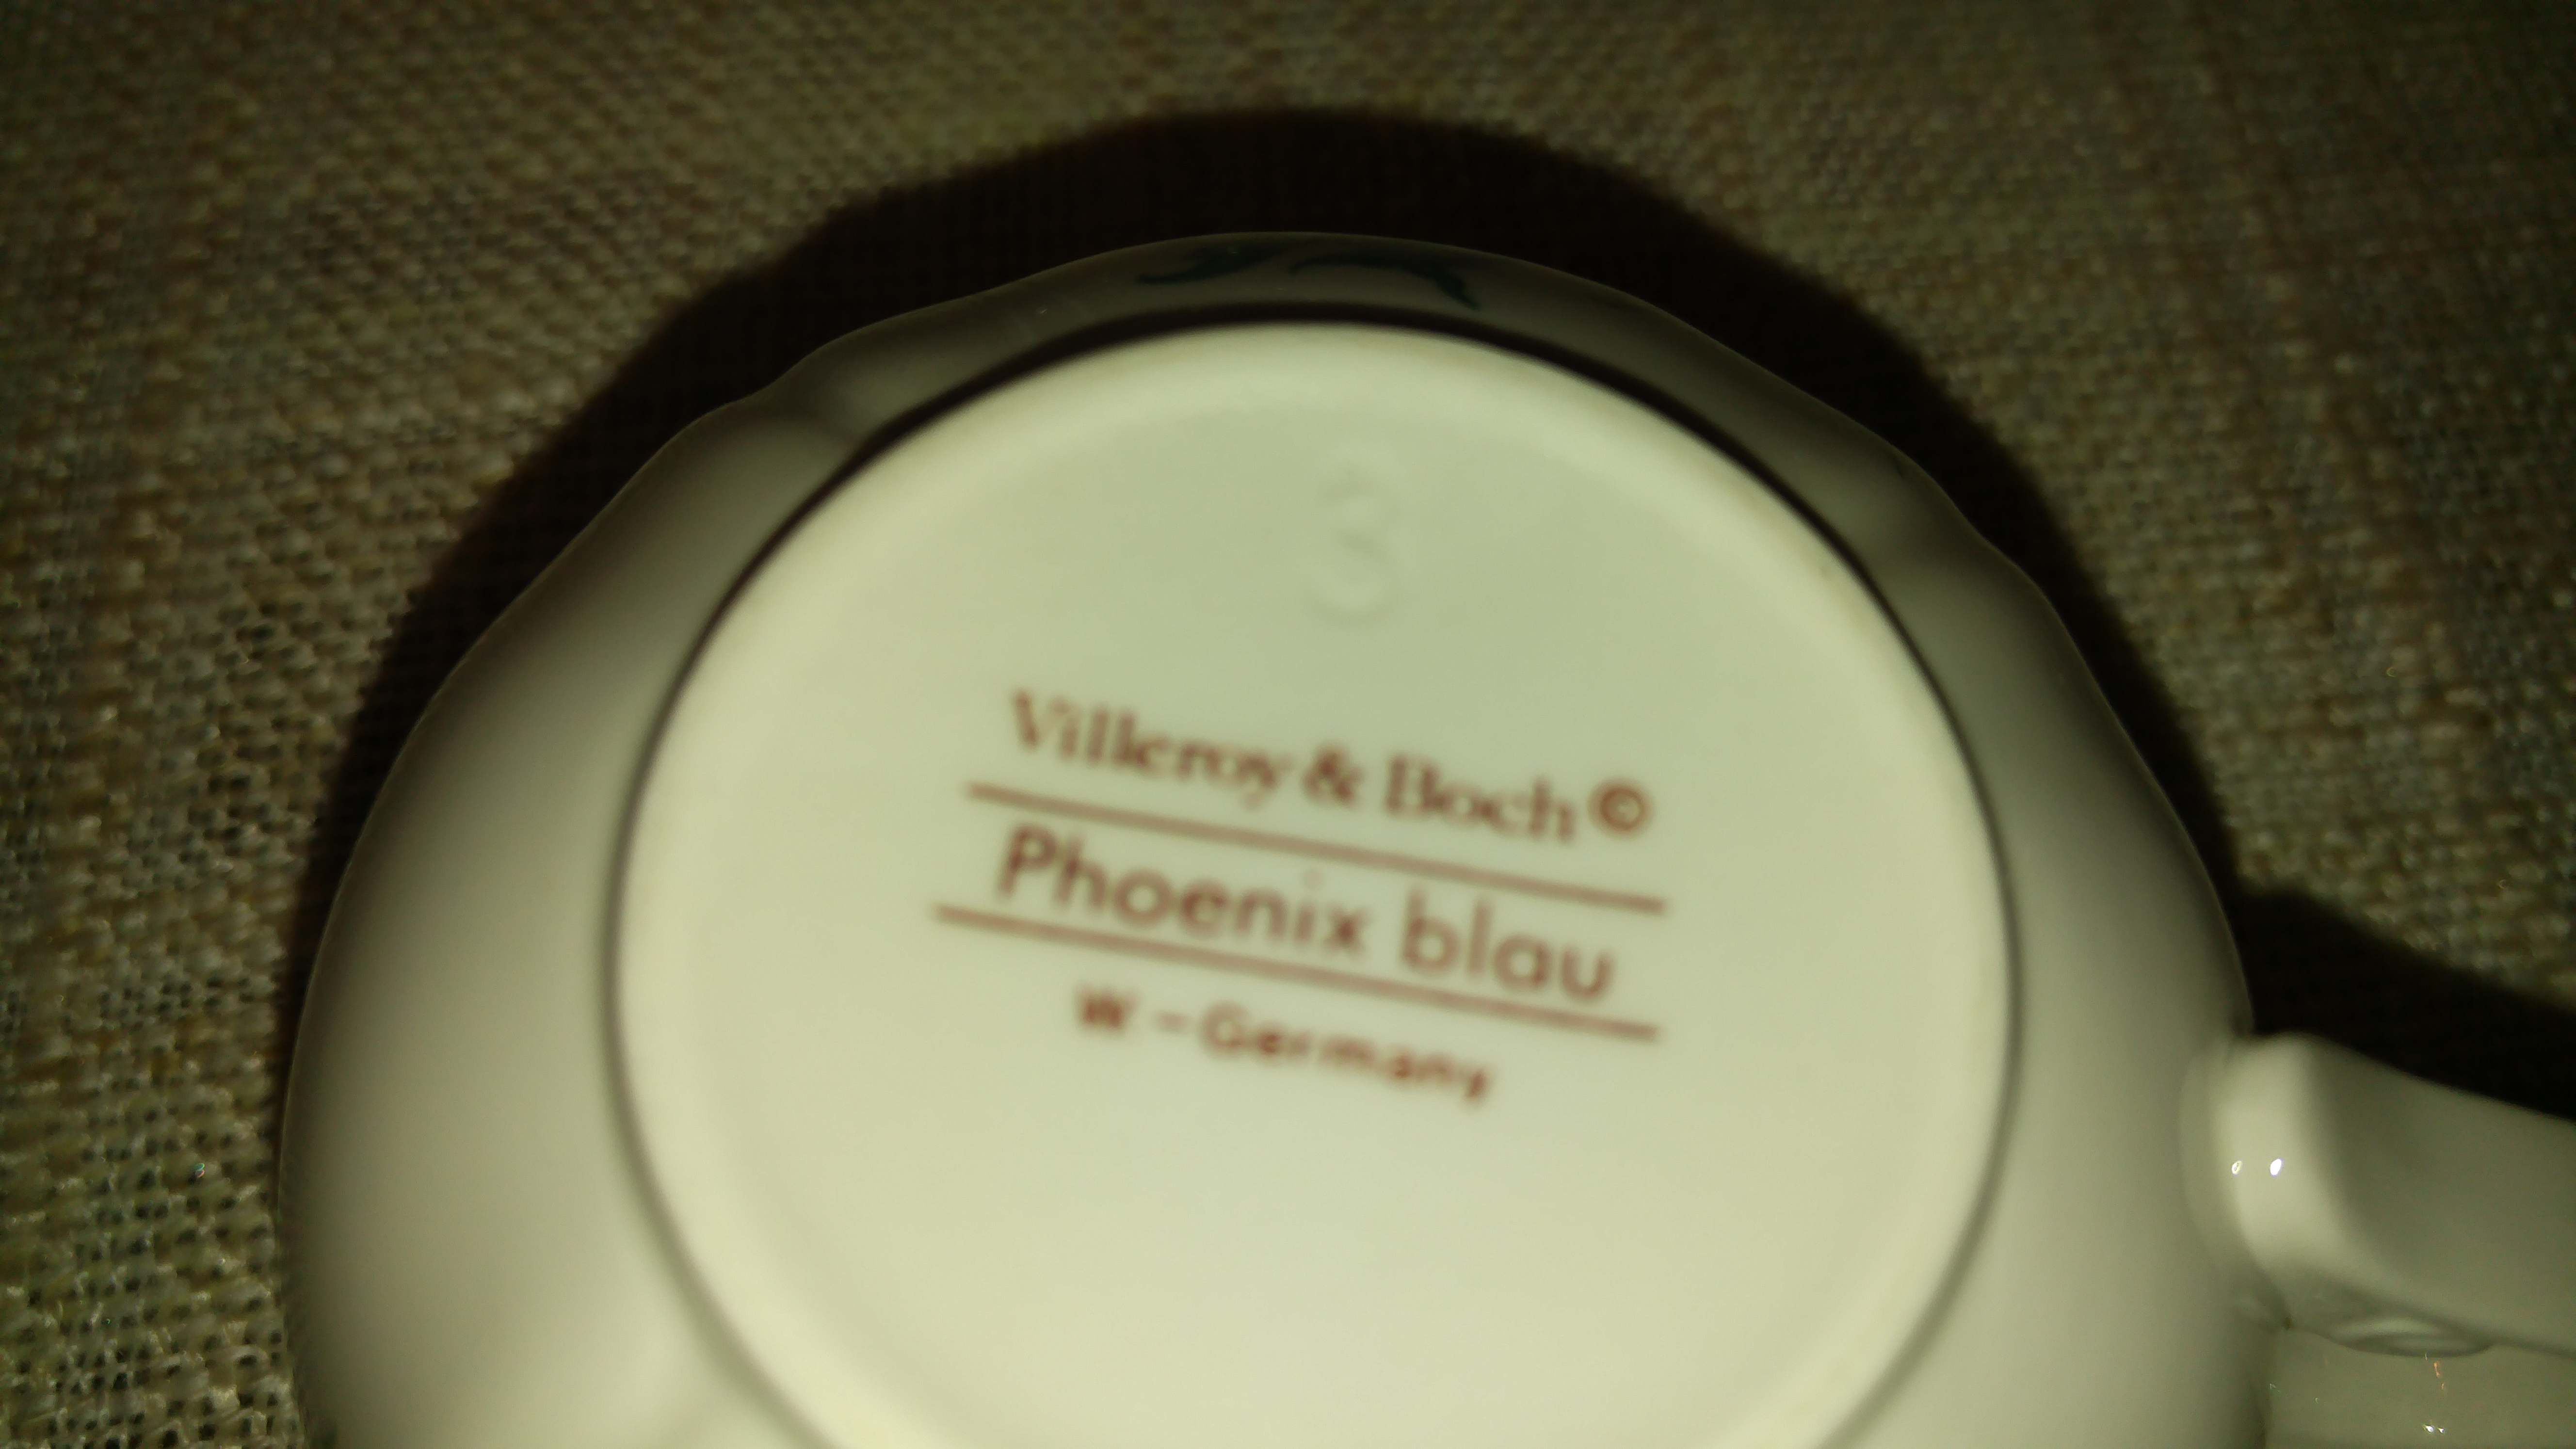 3
Villeroy & Boch ©
Phoenix blau
W - Germany